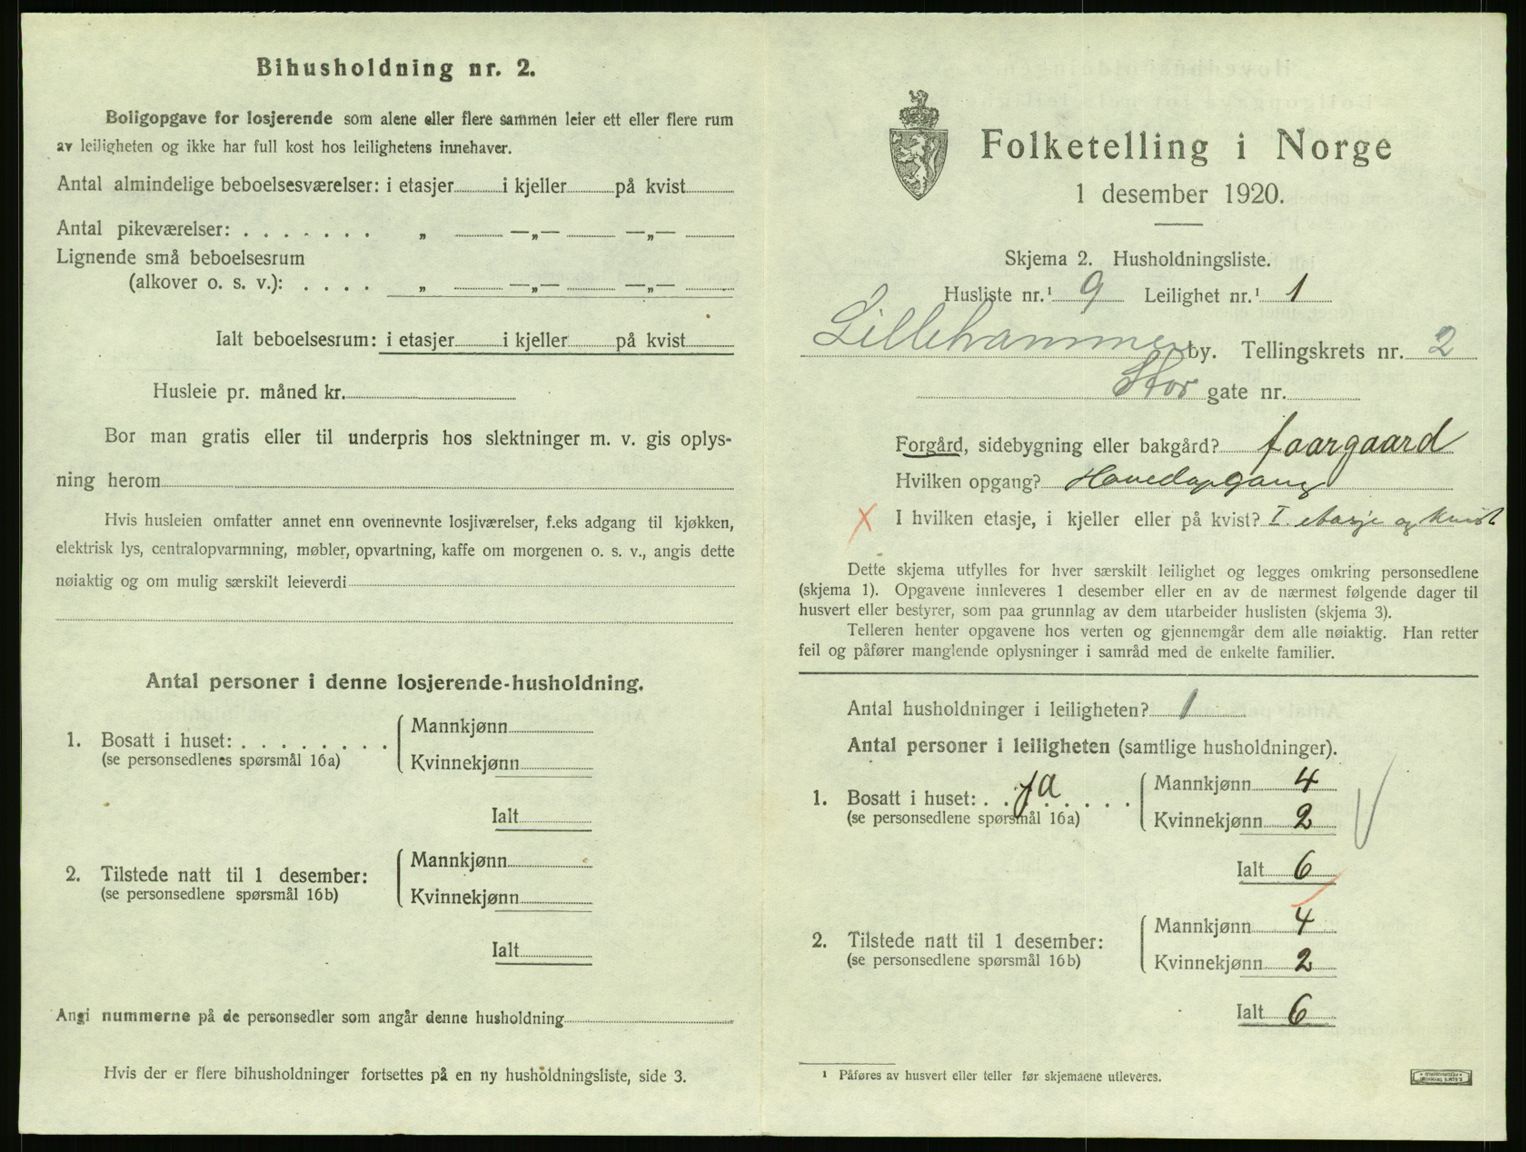 Bihusholdning nr. 2.
Boligopgave for losjerende som alene eller flere sammen leier ett eller flere rum
av leiligheten og ikke har full kost hos leilighetens innehaver.
Antal almindelige beboelsesværelser: i etasjer i kjeller på kvist
Antal pikeværelser: . . . . . . . „ —„— —„—
Lignende små beboelsesrum
(alkover o. s. v.): . . . . „ —„— —„—
Ialt beboelsesrum: i etasjer i kjeller på kvist
Husleie pr. måned kr.
Bor man gratis eller til underpris hos slektninger m. v. gis oplys-
ning herom
Hvis husleien omfatter annet enn ovennevnte losjiværelser, f.eks adgang til kjøkken,
elektrisk lys, centralopvarmning, møbler, opvartning, kaffe om morgenen o. s. v., angis dette
nøiaktig og om mulig særskilt leieverdi
Antal personer i denne losjerende-husholdning.
1. Bosatt i huset: . . . . . . . .
(se personsedlenes spørsmål 16a)
Mannkjønn
Kvinnekjønn
Ialt
2. Tilstede natt til 1 desember:
(se personsedlene spørsmål 16b)
Mannkjønn
Kvinnekjønn
Ialt
Angi nummerne på de personsedler som angår denne husholdning
Hvis der er flere bihusholdninger fortsettes på en ny husholdningsliste, side 3.
Folketelling i Norge
1 desember 1920.
Skjema 2. Husholdningsliste.
Husliste nr.¹ 9 Leilighet nr.¹ 1
Lillehammer by. Tellingskrets nr. 2
Stor gate nr.
Forgård, sidebygning eller bakgård? faargaard
Hvilken opgang? Hovedopgang
X I hvilken etasje, i kjeller eller på kvist? I. etasje og kvist
Dette skjema utfylles for hver særskilt leilighet og legges omkring personsedlene
(skjema 1). Opgavene innleveres 1 desember eller en av de nærmest følgende dager til
husvert eller bestyrer, som paa grunnlag av dem utarbeider huslisten (skjema 3).
Telleren henter opgavene hos verten og gjennemgår dem alle nøiaktig. Han retter
feil og påfører manglende oplysninger i samråd med de enkelte familier.
Antal husholdninger i leiligheten? 1
Antal personer i leiligheten (samtlige husholdninger).
1. Bosatt i huset: . . ja . . . .
(se personsedlene spørsmål 16a)
Mannkjønn 4
Kvinnekjønn 2
Ialt 6
2. Tilstede natt til 1 desember:
(se personsedlene spørsmål 16b)
Mannkjønn 4
Kvinnekjønn 2
Ialt 6
¹ Påføres av husvert eller teller før skjemaene utleveres.